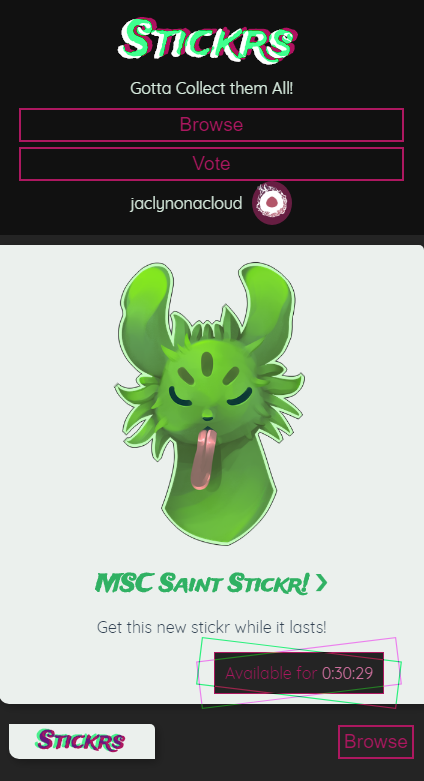 Stickrs
Gotta Collect them All!
Browse
Vote
jaclynonacloud
MSC Saint Stickr! >
Get this new stickr while it lasts!
Available for 0:30:29
Stickrs
Browse